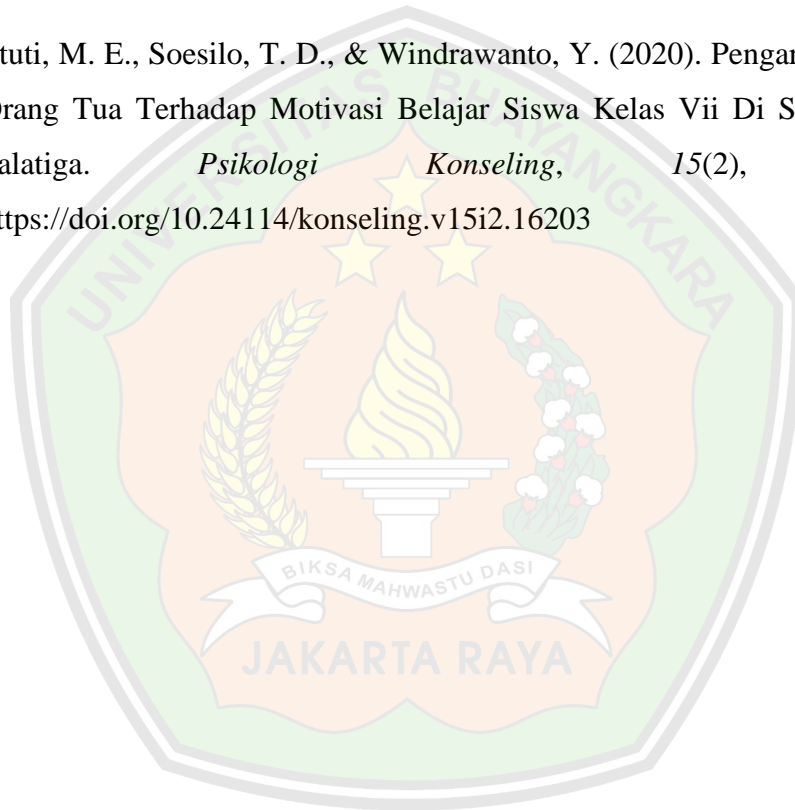 tuti, M. E., Soesilo, T. D., & Windrawanto, Y. (2020). Pengar
rang Tua Terhadap Motivasi Belajar Siswa Kelas Vii Di S
alatiga. Psikologi Konseling, 15(2),
ttps://doi.org/10.24114/konseling.v15i2.16203
UNIVERSITAS BHAYANGKARA
BIKSA MAHWASTU DASI
JAKARTA RAYA